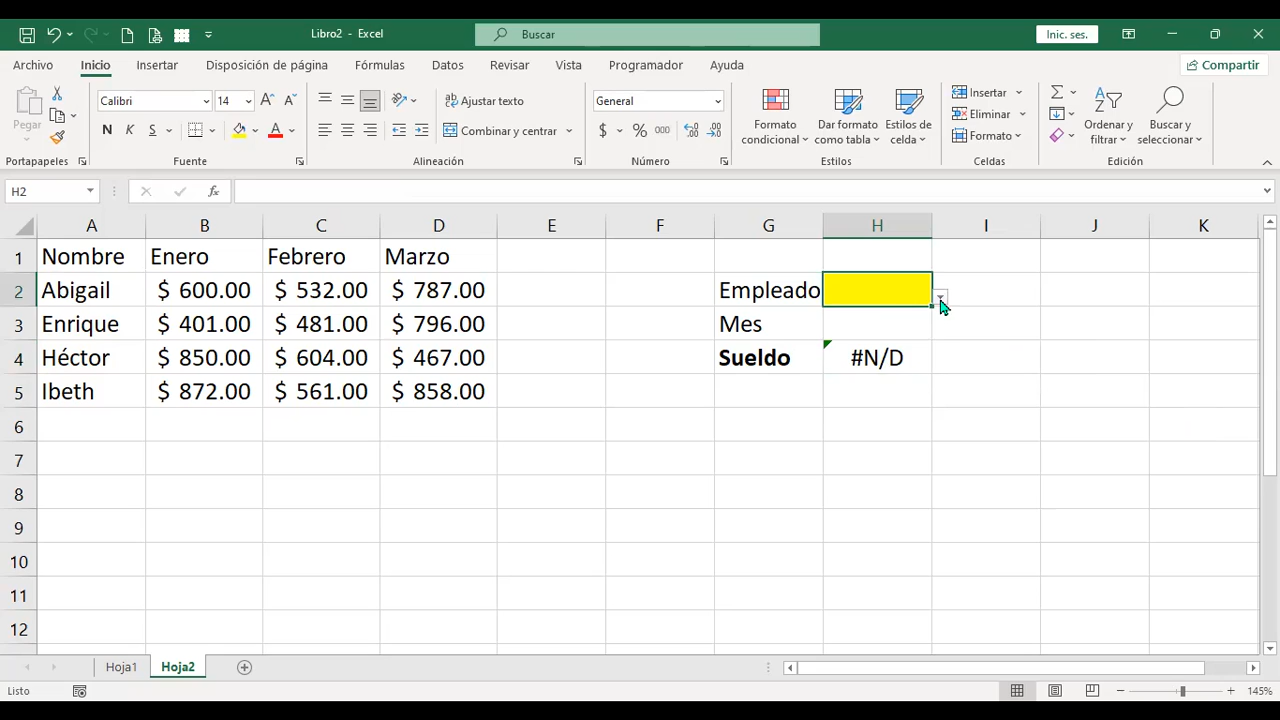 Libro2 - Excel
Buscar
Inic. ses.
Archivo Inicio Insertar Disposición de página Fórmulas Datos Revisar Vista Programador Ayuda Compartir
Pegar
Calibri 14
N K S A
Ajustar texto
Combinar y centrar
General
$ % 000
Formato condicional
Dar formato como tabla
Estilos de celda
Insertar
Eliminar
Formato
Ordenar y filtrar
Buscar y seleccionar
Portapapeles Fuente Alineación Número Estilos Celdas Edición
H2 fx
A B C D E F G H I J K
1 Nombre Enero Febrero Marzo
2 Abigail $ 600.00 $ 532.00 $ 787.00 Empleado
3 Enrique $ 401.00 $ 481.00 $ 796.00 Mes
4 Héctor $ 850.00 $ 604.00 $ 467.00 Sueldo #N/D
5 Ibeth $ 872.00 $ 561.00 $ 858.00
6
7
8
9
10
11
12
Hoja1 Hoja2
Listo 145%